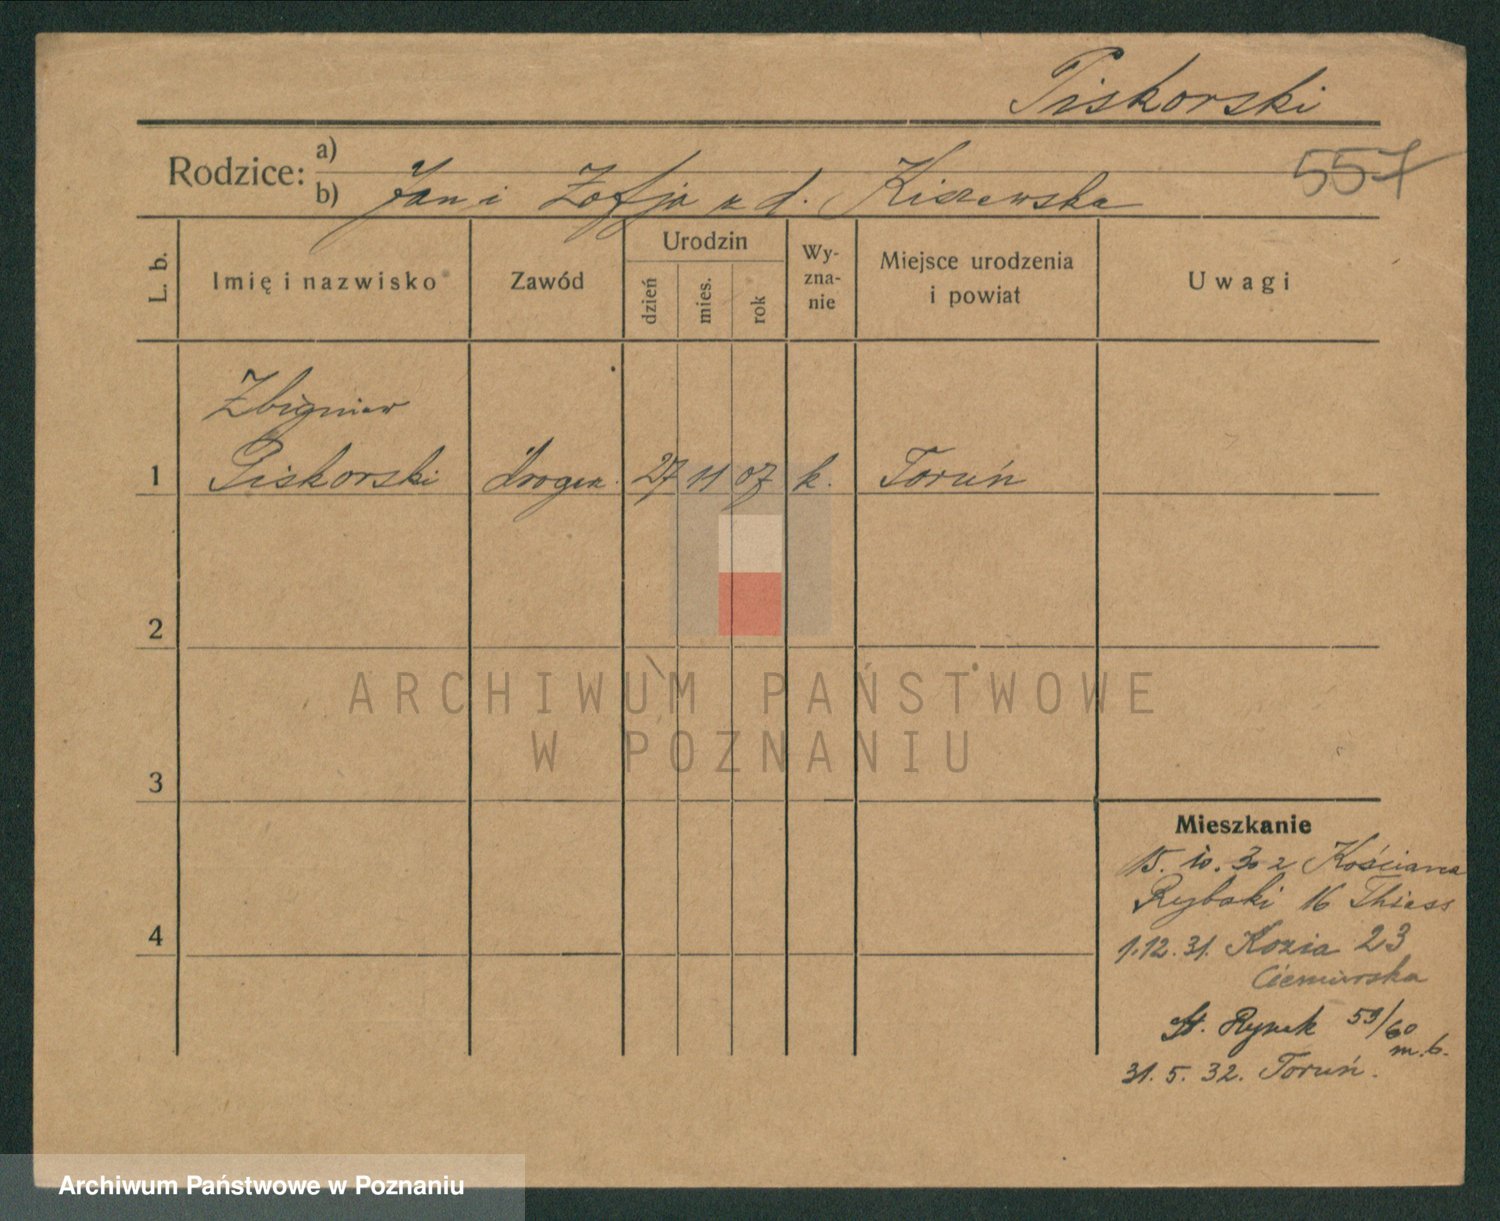 Piskorski
Rodzice:
a)
b) Jan i Zofja u d. Kiszewska
557
L. b.
Imię i nazwisko
Zawód
Urodzin
dzień
mies.
rok
Wy-
zna-
nie
Miejsce urodzenia
i powiat
Uwagi
Zbigniew
1 Piskorski drogen. 27 11 07 k. Toruń
2
3
4
ARCHIWUM PAŃSTWOWE
W POZNANIU
Mieszkanie
15. 10. 30 z Kościana
Rybaki 16 Thiess
1.12.31. Kozia 23
St. Rynek 59/60
m. 6.
31. 5. 32. Toruń.
Archiwum Państwowe w Poznaniu